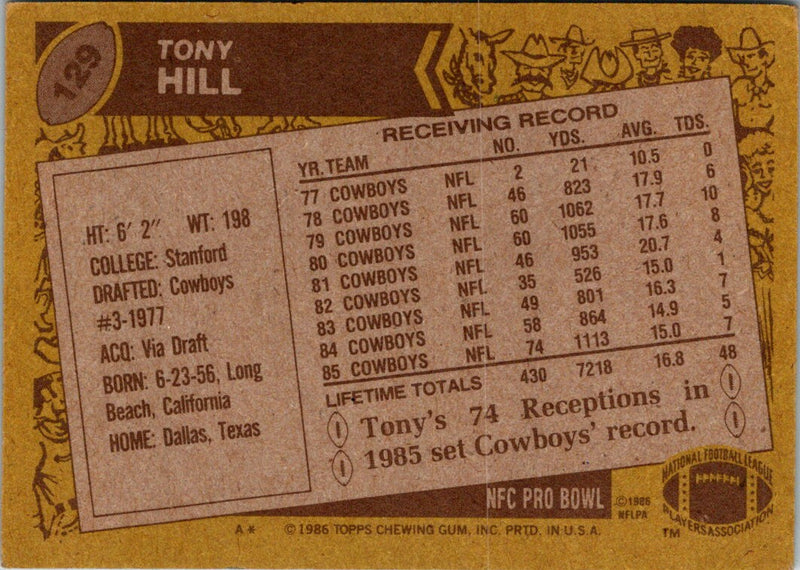 129
TONY
HILL
RECEIVING RECORD
YR. TEAM NO. YDS. AVG. TDS.
77 COWBOYS NFL 2 21 10.5 0
78 COWBOYS NFL 46 823 17.9 6
79 COWBOYS NFL 60 1062 17.7 10
80 COWBOYS NFL 60 1055 17.6 8
81 COWBOYS NFL 46 953 20.7 4
82 COWBOYS NFL 35 526 15.0 1
83 COWBOYS NFL 49 801 16.3 7
84 COWBOYS NFL 58 864 14.9 5
85 COWBOYS NFL 74 1113 15.0 7
LIFETIME TOTALS 430 7218 16.8 48
HT: 6' 2" WT: 198
COLLEGE: Stanford
DRAFTED: Cowboys
#3-1977
ACQ: Via Draft
BORN: 6-23-56, Long
Beach, California
HOME: Dallas, Texas
Tony's 74 Receptions in
1985 set Cowboys' record.
NFC PRO BOWL
©1986
NFLPA
NATIONAL FOOTBALL LEAGUE
PLAYERS ASSOCIATION
TM
A* ©1986 TOPPS CHEWING GUM, INC. PRTD. IN U.S.A.